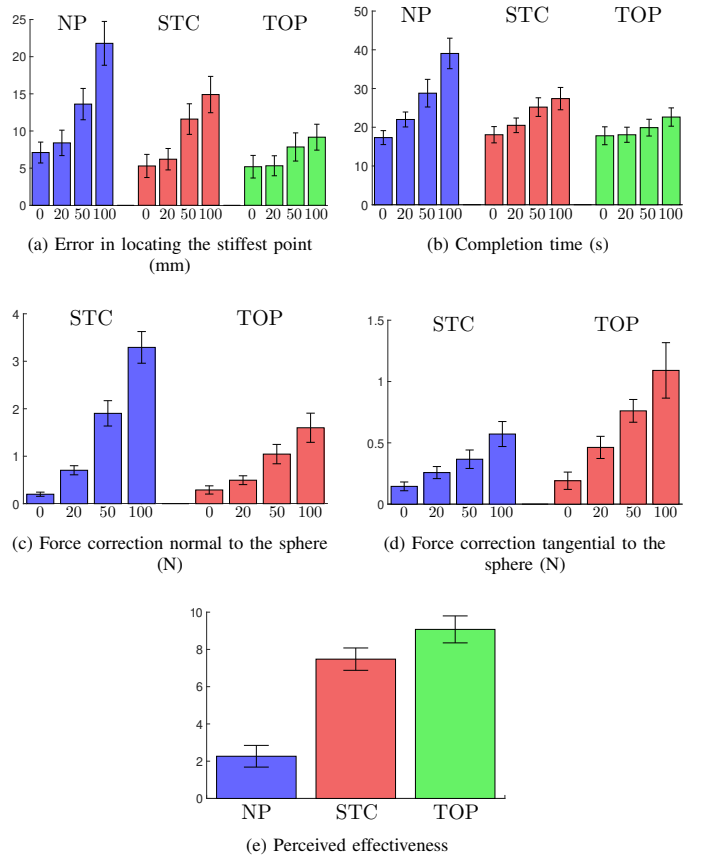 NP STC TOP
25
20
15
10
5
0
0 20 50 100 0 20 50 100 0 20 50 100
(a) Error in locating the stiffest point
(mm)
NP STC TOP
50
40
30
20
10
0
0 20 50 100 0 20 50 100 0 20 50 100
(b) Completion time (s)
STC TOP
4
3
2
1
0
0 20 50 100 0 20 50 100
(c) Force correction normal to the sphere
(N)
STC TOP
1.5
1
0.5
0
0 20 50 100 0 20 50 100
(d) Force correction tangential to the
sphere (N)
10
8
6
4
2
0
NP STC TOP
(e) Perceived effectiveness